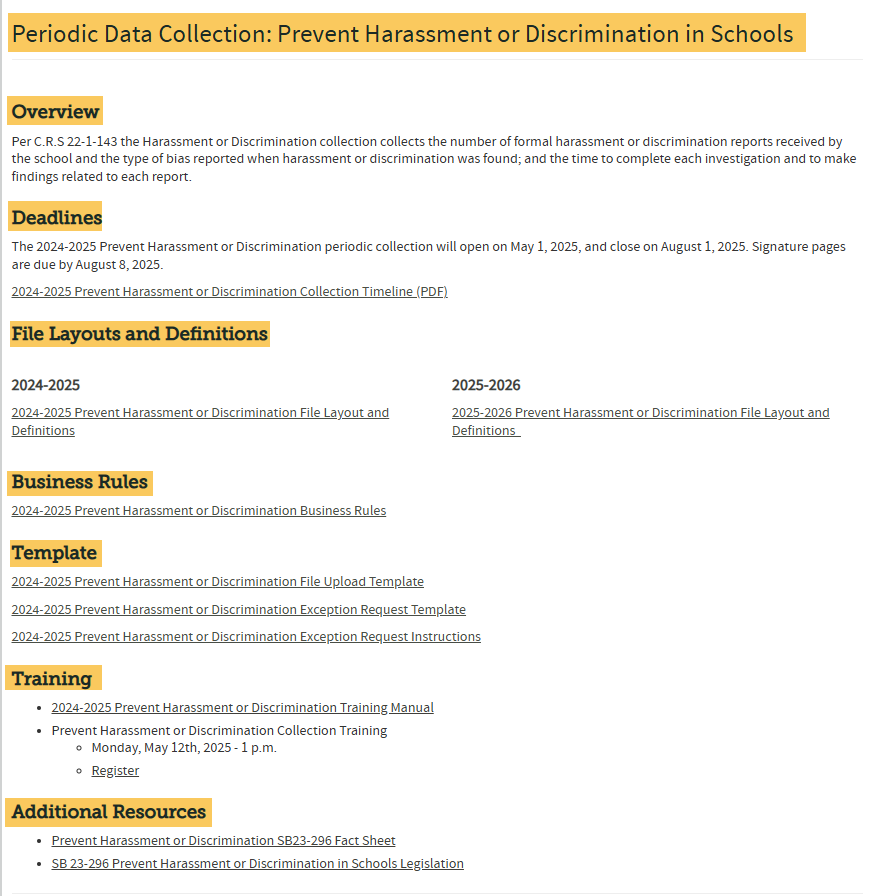 Periodic Data Collection: Prevent Harassment or Discrimination in Schools
Overview
Per C.R.S 22-1-143 the Harassment or Discrimination collection collects the number of formal harassment or discrimination reports received by
the school and the type of bias reported when harassment or discrimination was found; and the time to complete each investigation and to make
findings related to each report.
Deadlines
The 2024-2025 Prevent Harassment or Discrimination periodic collection will open on May 1, 2025, and close on August 1, 2025. Signature pages
are due by August 8, 2025.
2024-2025 Prevent Harassment or Discrimination Collection Timeline (PDF)
File Layouts and Definitions
2024-2025
2024-2025 Prevent Harassment or Discrimination File Layout and
Definitions
2025-2026
2025-2026 Prevent Harassment or Discrimination File Layout and
Definitions
Business Rules
2024-2025 Prevent Harassment or Discrimination Business Rules
Template
2024-2025 Prevent Harassment or Discrimination File Upload Template
2024-2025 Prevent Harassment or Discrimination Exception Request Template
2024-2025 Prevent Harassment or Discrimination Exception Request Instructions
Training
• 2024-2025 Prevent Harassment or Discrimination Training Manual
• Prevent Harassment or Discrimination Collection Training
◦ Monday, May 12th, 2025 - 1 p.m.
◦ Register
Additional Resources
• Prevent Harassment or Discrimination SB23-296 Fact Sheet
• SB 23-296 Prevent Harassment or Discrimination in Schools Legislation